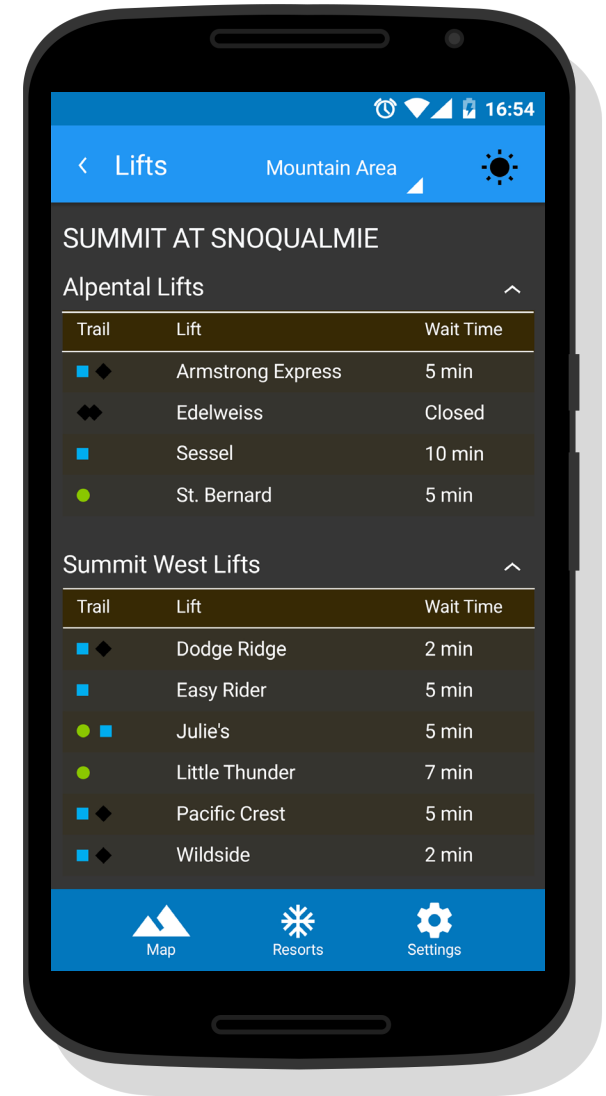 16:54
Lifts Mountain Area
SUMMIT AT SNOQUALMIE
Alpental Lifts
Trail Lift Wait Time
Armstrong Express 5 min
Edelweiss Closed
Sessel 10 min
St. Bernard 5 min
Summit West Lifts
Trail Lift Wait Time
Dodge Ridge 2 min
Easy Rider 5 min
Julie's 5 min
Little Thunder 7 min
Pacific Crest 5 min
Wildside 2 min
Map Resorts Settings